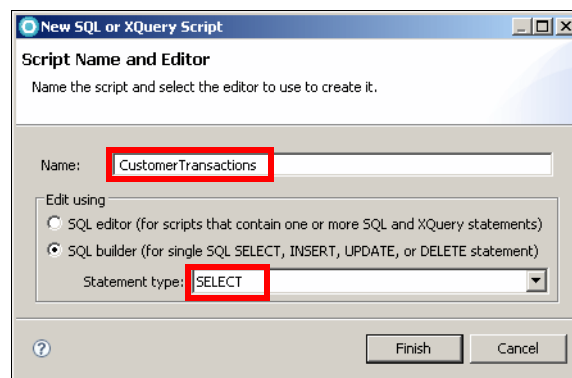 New SQL or XQuery Script
Script Name and Editor
Name the script and select the editor to use to create it.
Name: CustomerTransactions
Edit using
SQL editor (for scripts that contain one or more SQL and XQuery statements)
SQL builder (for single SQL SELECT, INSERT, UPDATE, or DELETE statement)
Statement type: SELECT
? Finish Cancel